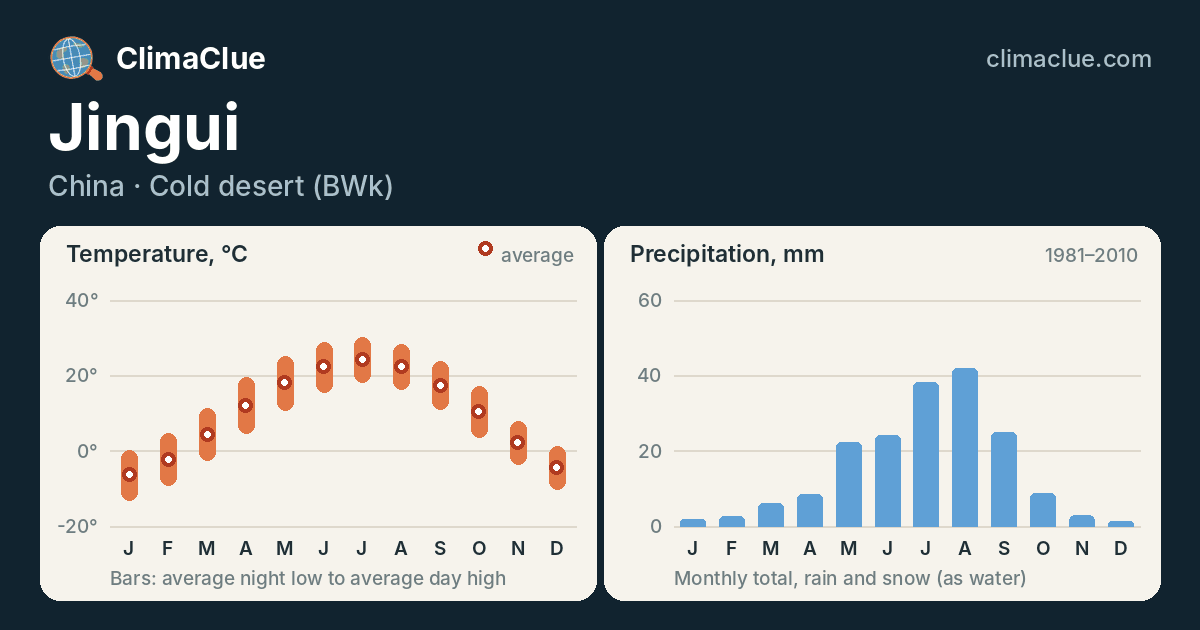 ClimaClue
climaclue.com
Jingui
China · Cold desert (BWk)
Temperature, °C
average
40°
20°
0°
-20°
J F M A M J J A S O N D
Bars: average night low to average day high
Precipitation, mm
1981–2010
60
40
20
0
J F M A M J J A S O N D
Monthly total, rain and snow (as water)